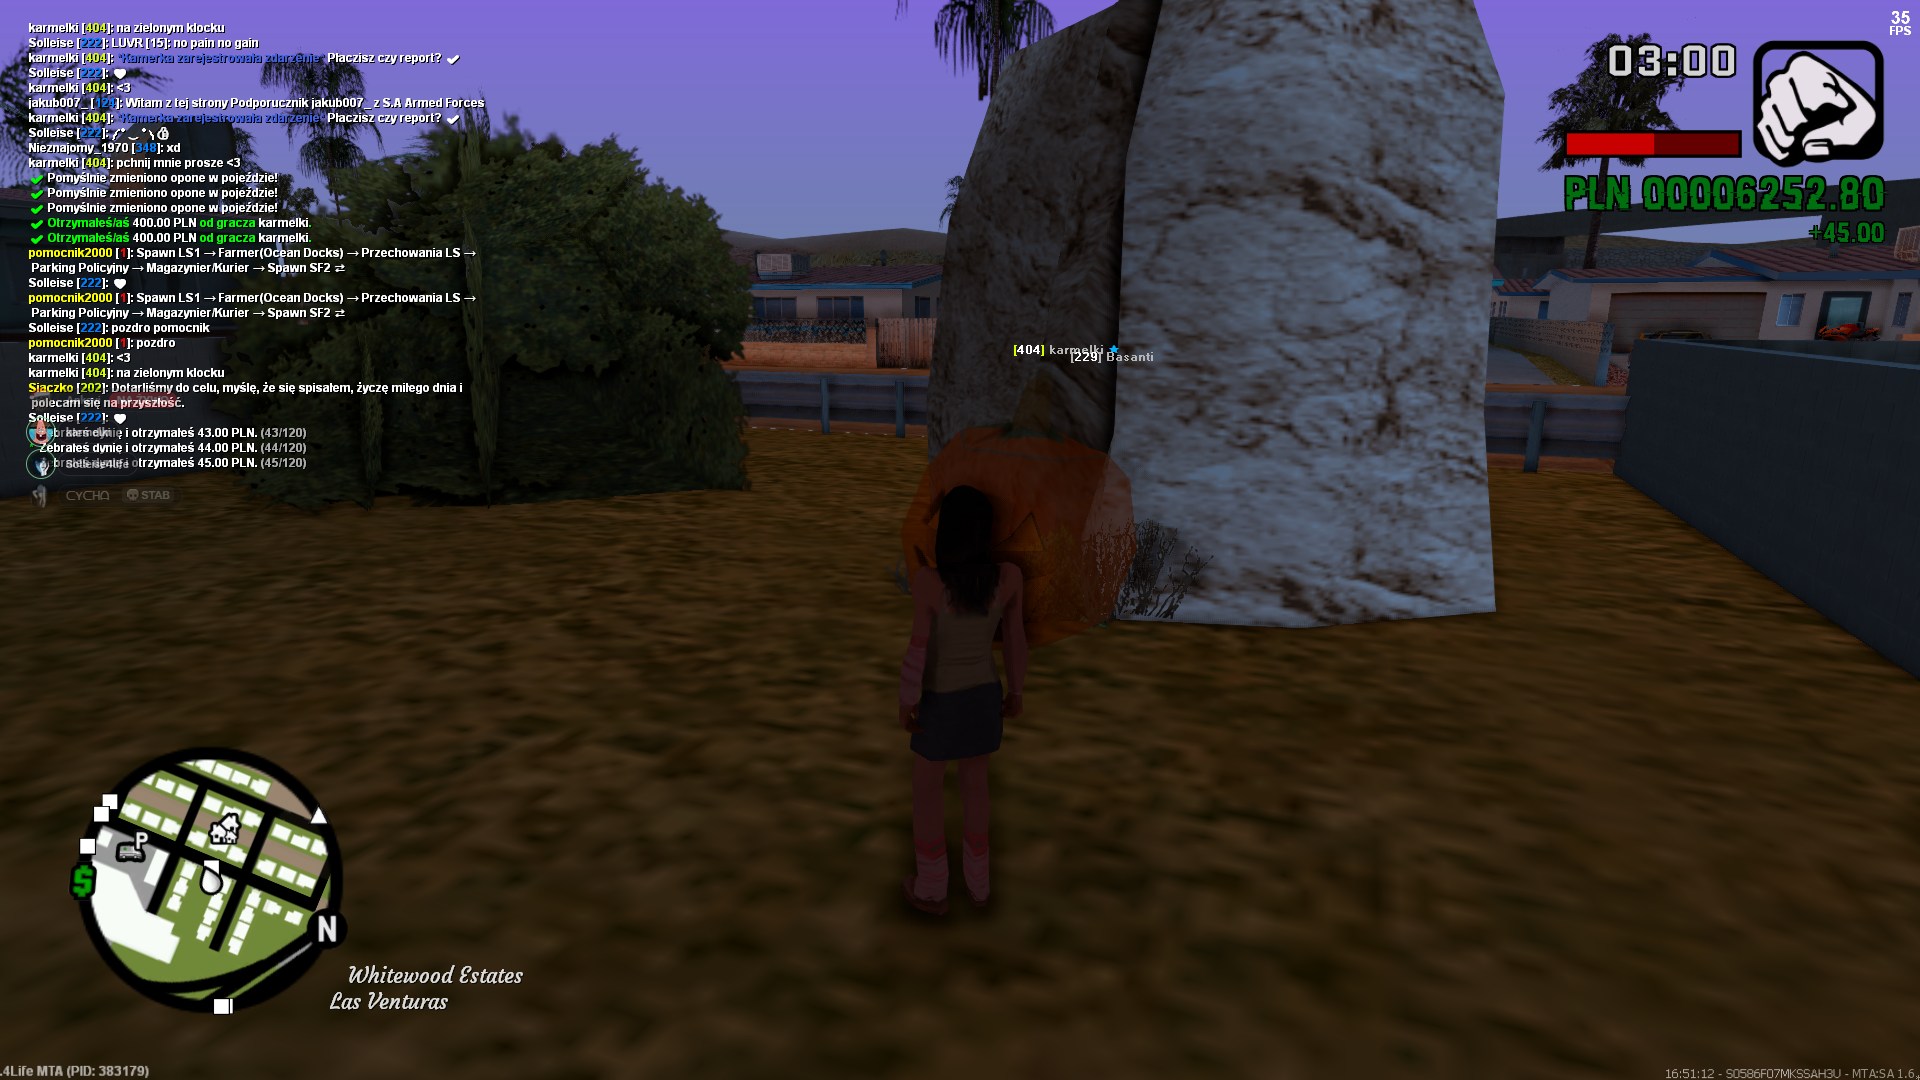 karmelki [404]: na zielonym klocku
Solleise [222]: LUVR [15]: no pain no gain
karmelki [404]: *Kamerka zarejestrowała zdarzenie* Płaczisz czy report? ✔
Solleise [222]: ♥
karmelki [404]: <3
jakub007_ [124]: Witam z tej strony Podporucznik jakub007_ z S.A Armed Forces
karmelki [404]: *Kamerka zarejestrowała zdarzenie* Płaczisz czy report? ✔
Solleise [222]:
Nieznajomy_1970 [348]: xd
karmelki [404]: pchnij mnie prosze <3
✔ Pomyślnie zmieniono opone w pojeździe!
✔ Pomyślnie zmieniono opone w pojeździe!
✔ Pomyślnie zmieniono opone w pojeździe!
✔ Otrzymałeś/aś 400.00 PLN od gracza karmelki.
✔ Otrzymałeś/aś 400.00 PLN od gracza karmelki.
pomocnik2000 [1]: Spawn LS1 → Farmer(Ocean Docks) → Przechowania LS →
Parking Policyjny → Magazynier/Kurier → Spawn SF2 ⇄
Solleise [222]: ♥
pomocnik2000 [1]: Spawn LS1 → Farmer(Ocean Docks) → Przechowania LS →
Parking Policyjny → Magazynier/Kurier → Spawn SF2 ⇄
Solleise [222]: pozdro pomocnik
pomocnik2000 [1]: pozdro
karmelki [404]: <3
karmelki [404]: na zielonym klocku
Siaczko [202]: Dotarliśmy do celu, myślę, że się spisałem, życzę miłego dnia i
polecam się na przyszłość.
Solleise [222]: ♥
i otrzymałeś 43.00 PLN. (43/120)
Zebrałeś dynię i otrzymałeś 44.00 PLN. (44/120)
otrzymałeś 45.00 PLN. (45/120)
CYCHA STAB
35
FPS
03:00
PLN 00006252.80
+45.00
[404] karmelki
[229] Basanti
P
$
N
Whitewood Estates
Las Venturas
.4Life MTA (PID: 383179)
16:51:12 - S0586F07MKSSAH3U - MTA:SA 1.6